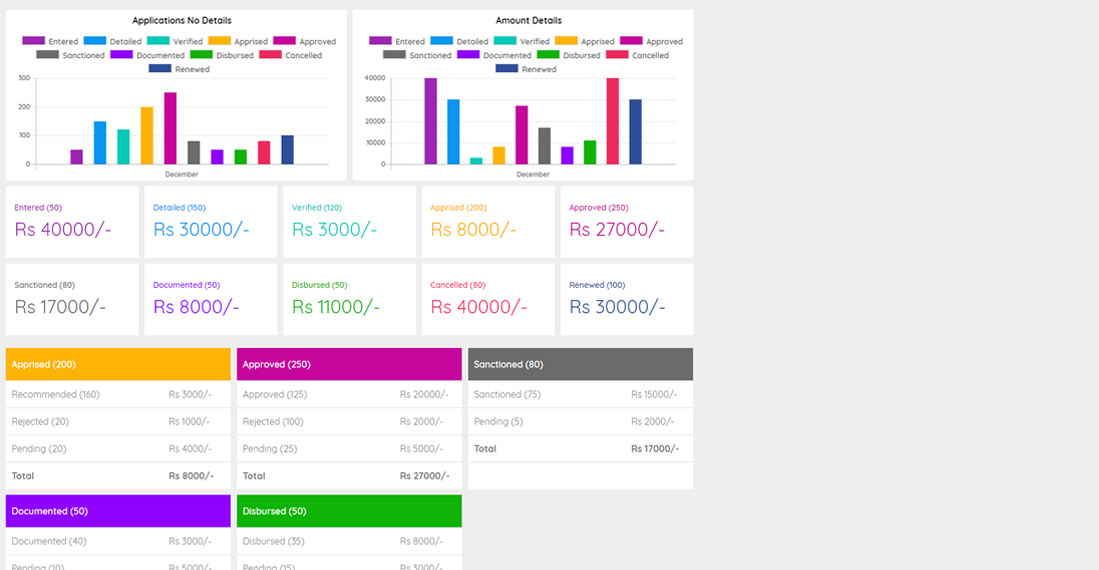 Applications No Details
Entered Detailed Verified Apprised Approved
Sanctioned Documented Disbursed Cancelled
Renewed
300
200
100
0
December
Amount Details
Entered Detailed Verified Apprised Approved
Sanctioned Documented Disbursed Cancelled
Renewed
40000
30000
20000
10000
0
December
Entered (50)
Rs 40000/-
Detailed (150)
Rs 30000/-
Verified (120)
Rs 3000/-
Apprised (200)
Rs 8000/-
Approved (250)
Rs 27000/-
Sanctioned (80)
Rs 17000/-
Documented (50)
Rs 8000/-
Disbursed (50)
Rs 11000/-
Cancelled (80)
Rs 40000/-
Renewed (100)
Rs 30000/-
Apprised (200)
Recommended (160) Rs 3000/-
Rejected (20) Rs 1000/-
Pending (20) Rs 4000/-
Total Rs 8000/-
Approved (250)
Approved (125) Rs 20000/-
Rejected (100) Rs 2000/-
Pending (25) Rs 5000/-
Total Rs 27000/-
Sanctioned (80)
Sanctioned (75) Rs 15000/-
Pending (5) Rs 2000/-
Total Rs 17000/-
Documented (50)
Documented (40) Rs 3000/-
Pending (10) Rs 5000/-
Disbursed (50)
Disbursed (35) Rs 8000/-
Pending (15) Rs 3000/-